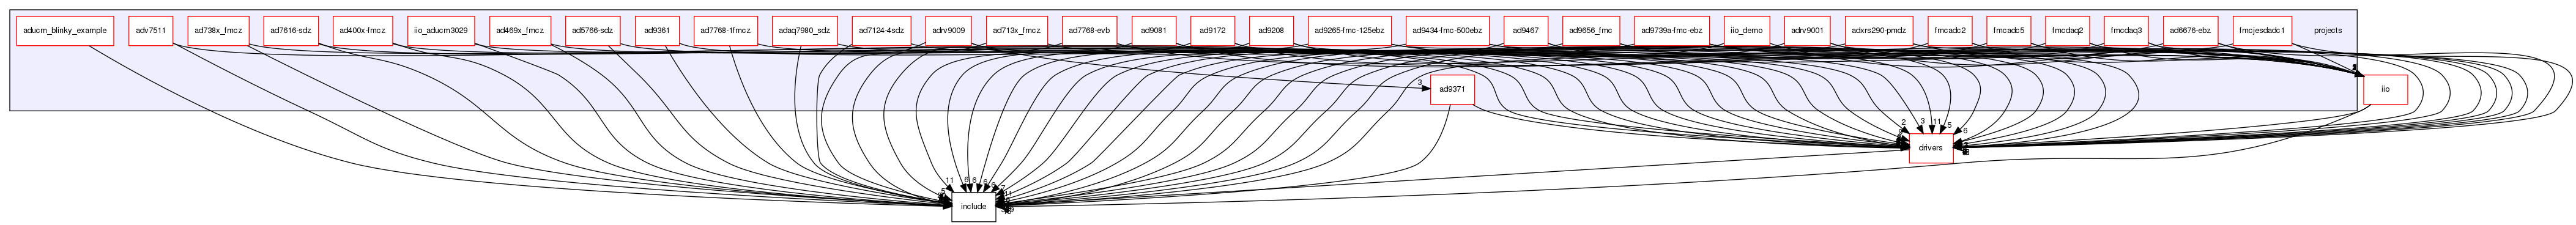 aducm_blinky_example
adv7511
ad738x_fmcz
ad7616-sdz
ad400x-fmcz
iio_aducm3029
ad469x_fmcz
ad5766-sdz
ad9361
ad7768-1fmcz
adaq7980_sdz
ad7124-4sdz
adrv9009
ad713x_fmcz
ad7768-evb
ad9081
ad9172
ad9208
ad9265-fmc-125ebz
ad9434-fmc-500ebz
ad9467
ad9656_fmc
ad9739a-fmc-ebz
iio_demo
adrv9001
adxrs290-pmdz
fmcadc2
fmcadc5
fmcdaq2
fmcdaq3
ad6676-ebz
fmcjesdadc1
projects
3
ad9371
iio
2
3
11
5
6
drivers
11
6
6
6
include